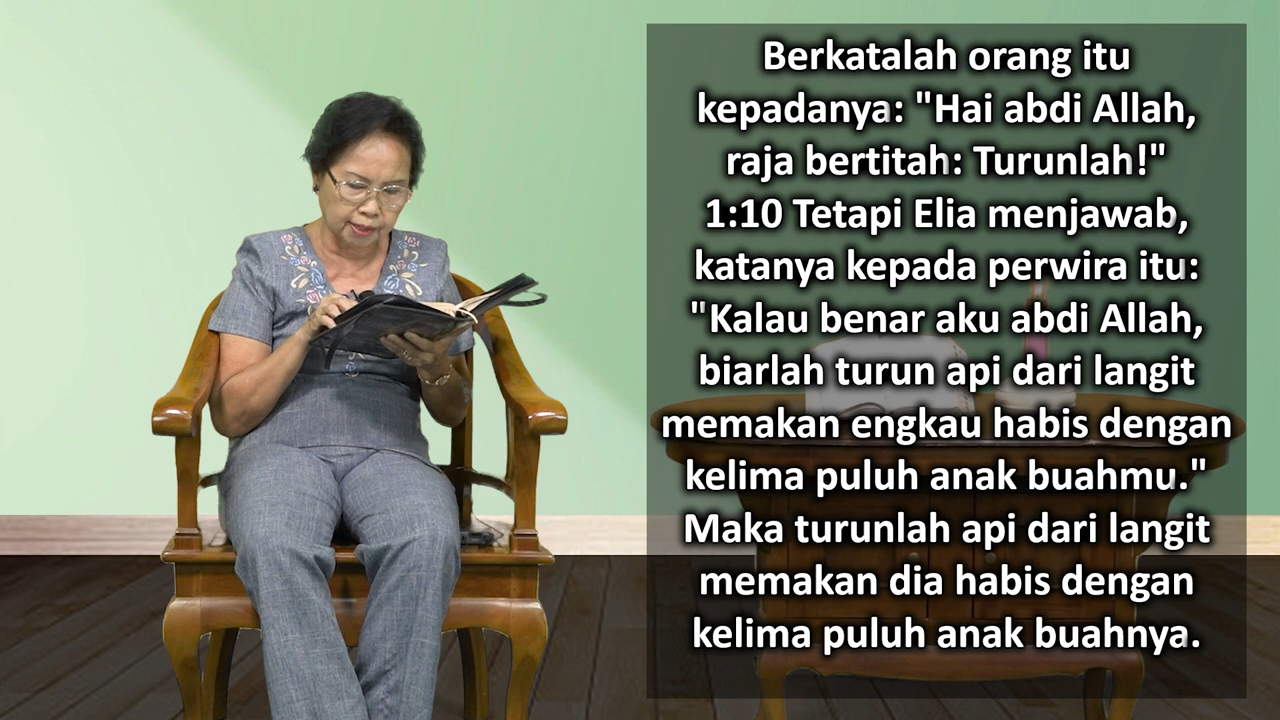 Berkatalah orang itu
kepadanya: "Hai abdi Allah,
raja bertitah: Turunlah!"
1:10 Tetapi Elia menjawab,
katanya kepada perwira itu:
"Kalau benar aku abdi Allah,
biarlah turun api dari langit
memakan engkau habis dengan
kelima puluh anak buahmu."
Maka turunlah api dari langit
memakan dia habis dengan
kelima puluh anak buahnya.